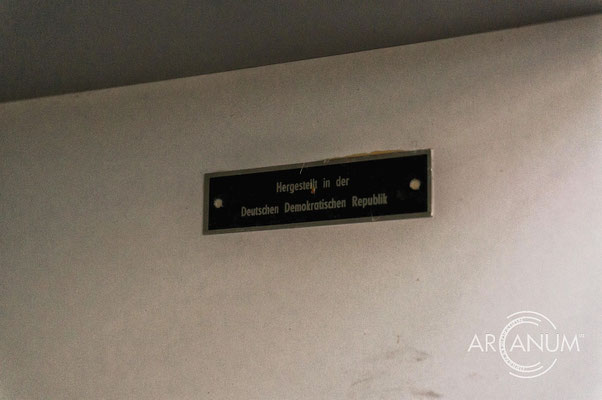 Hergestellt in der
Deutschen Demokratischen Republik
ARCANUM